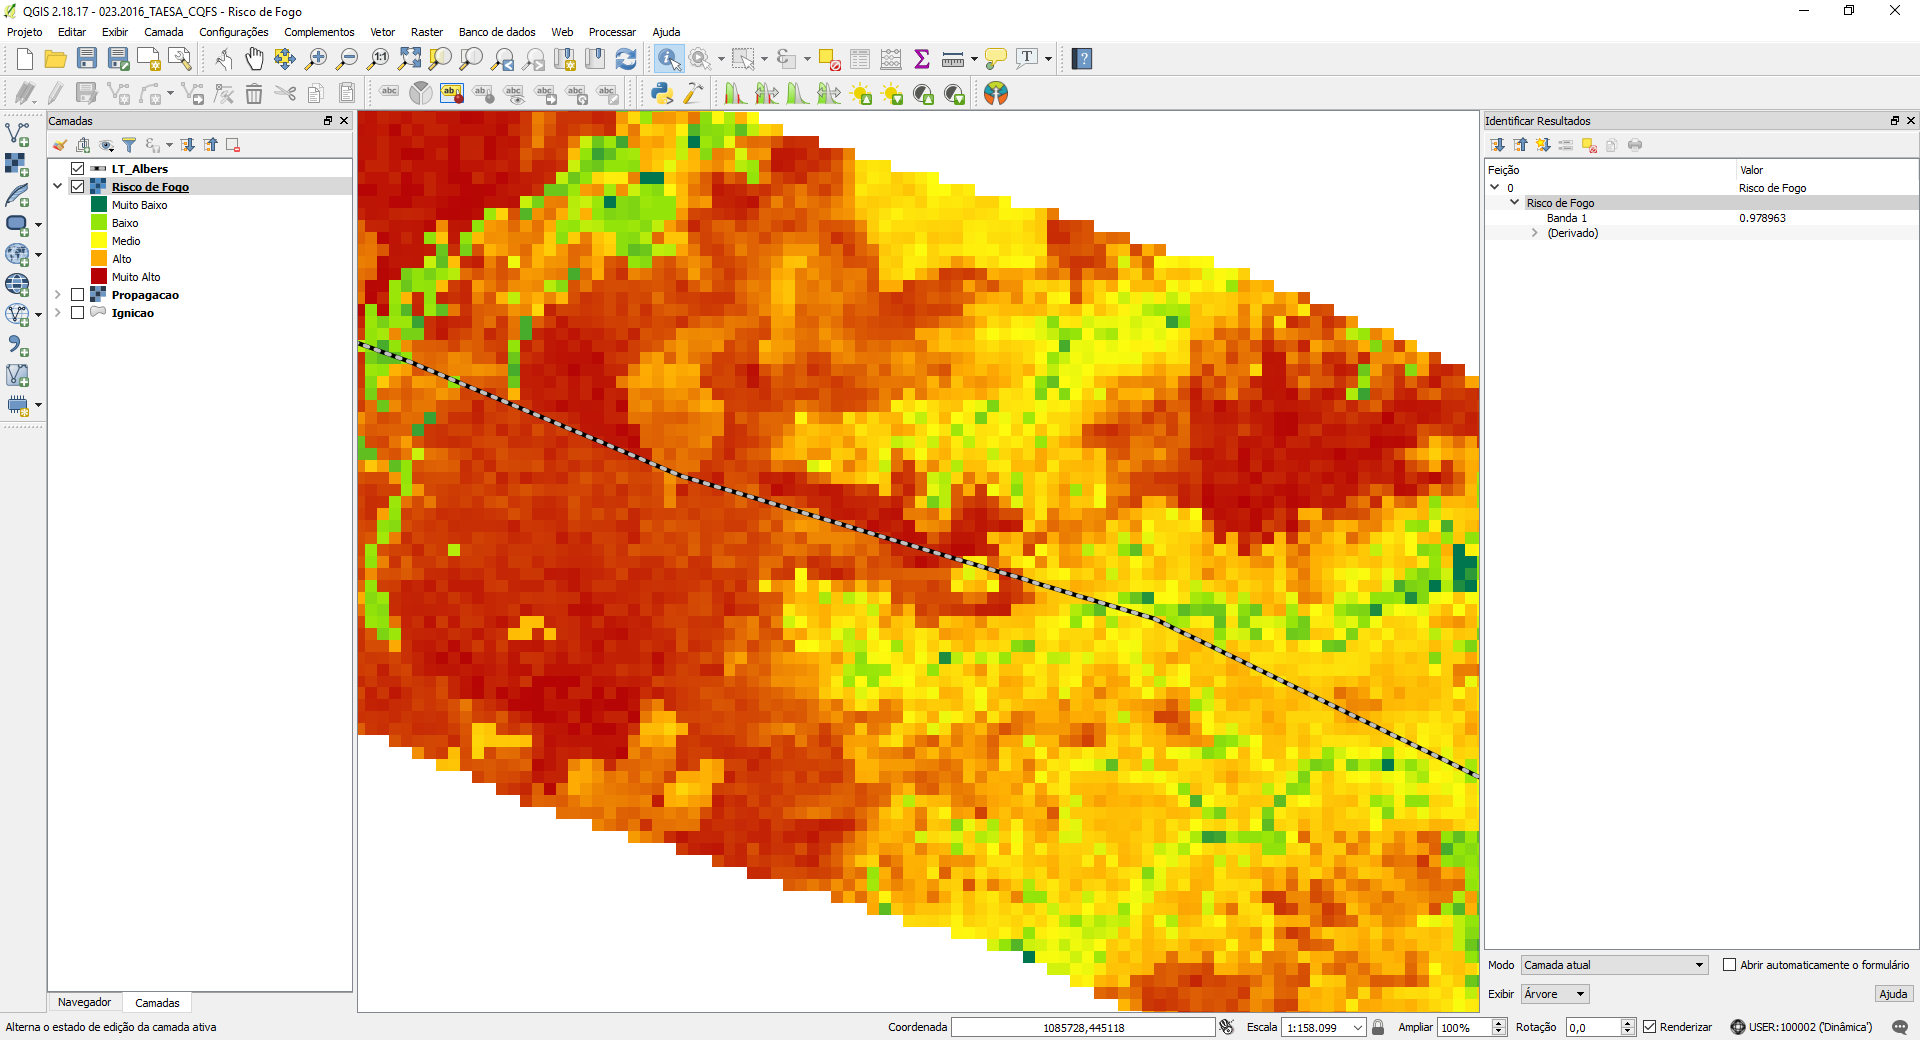 QGIS 2.18.17 - 023.2016_TAESA_CQFS - Risco de Fogo
Projeto Editar Exibir Camada Configurações Complementos Vetor Raster Banco de dados Web Processar Ajuda
Camadas
LT_Albers
Risco de Fogo
Muito Baixo
Baixo
Medio
Alto
Muito Alto
Propagacao
Ignicao
Identificar Resultados
Feição Valor
0 Risco de Fogo
Risco de Fogo
Banda 1 0.978963
(Derivado)
Modo Camada atual Abrir automaticamente o formulário
Exibir Árvore Ajuda
Navegador Camadas
Alterna o estado de edição da camada ativa Coordenada 1085728,445118 Escala 1:158.099 Ampliar 100% Rotação 0,0 Renderizar USER:100002 ('Dinâmica')